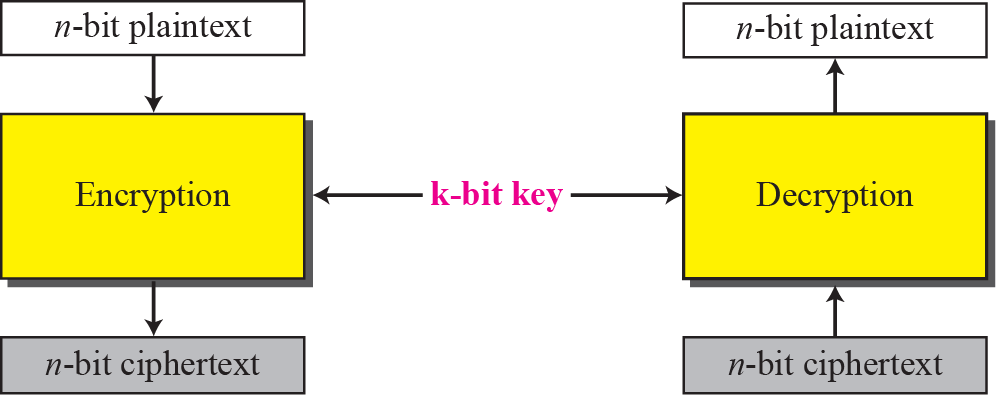 n-bit plaintext
n-bit plaintext
Encryption
k-bit key
Decryption
n-bit ciphertext
n-bit ciphertext